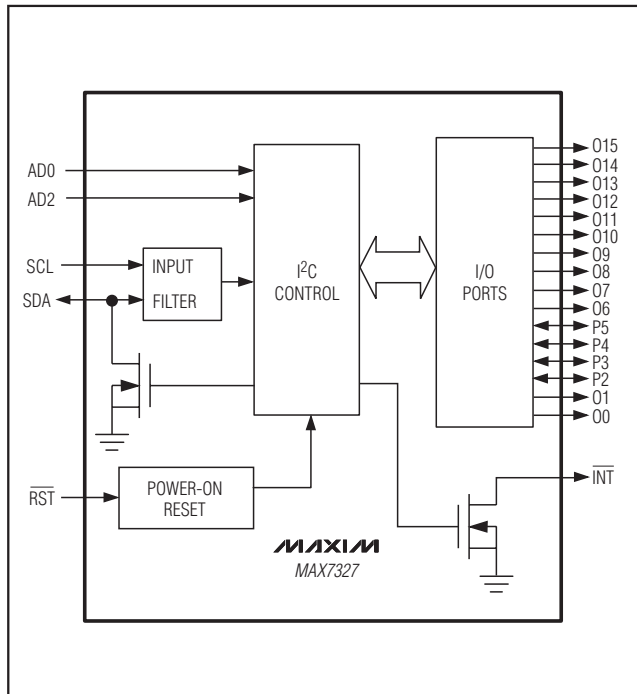 AD0
AD2
SCL
SDA
RST
INPUT
FILTER
I²C
CONTROL
POWER-ON
RESET
I/O
PORTS
O15
O14
O13
O12
O11
O10
O9
O8
O7
O6
P5
P4
P3
P2
O1
O0
INT
MAXIM
MAX7327